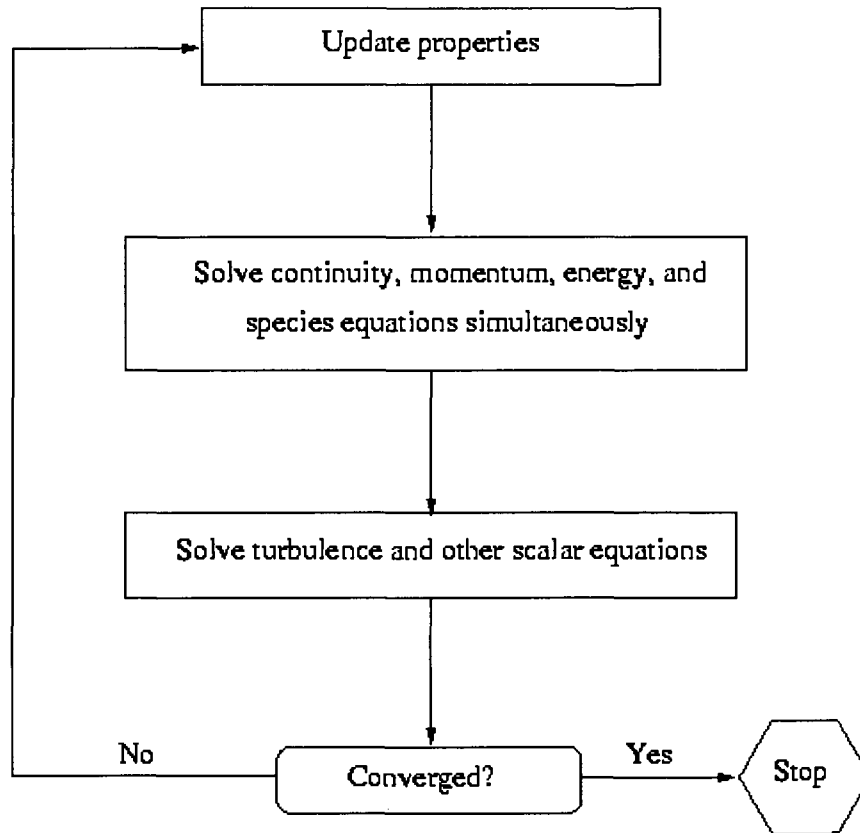 Update properties
Solve continuity, momentum, energy, and
species equations simultaneously
Solve turbulence and other scalar equations
No
Converged?
Yes
Stop